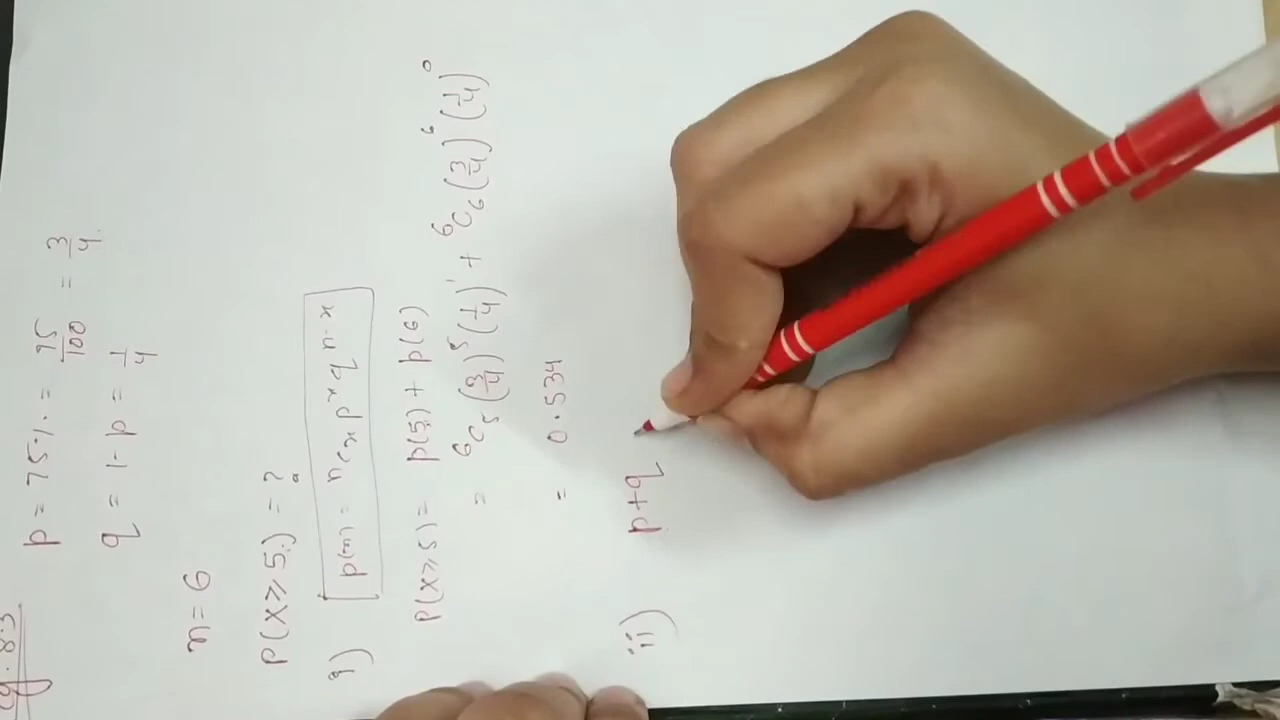 g. 8.3
p = 75% = 75/100 = 3/4.
q = 1 - p = 1/4
n = 6
P(X ≥ 5) = ?
i) p(x) = nCx p^x q^n-x
P(X ≥ 5) = p(5) + p(6)
= 6C5 (3/4)^5 (1/4)^1 + 6C6 (3/4)^6 (1/4)^0
= 0.534
ii) p+q